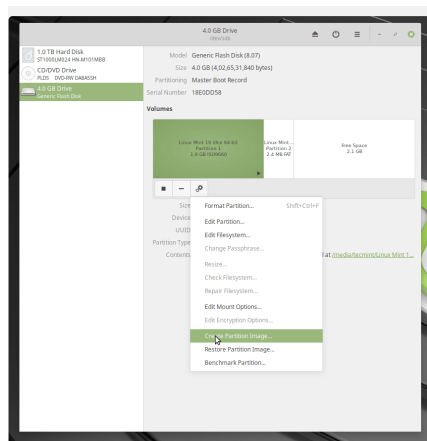 4.0 GB Drive
/dev/sdb
1.0 TB Hard Disk
ST1000LM024 HN-M101MBB
CD/DVD Drive
PLDS DVD-RW DA8A5SH
4.0 GB Drive
Generic Flash Disk
Model Generic Flash Disk (8.07)
Size 4.0 GB (4,02,65,31,840 bytes)
Partitioning Master Boot Record
Serial Number 18E0DD58
Volumes
Linux Mint 19 Xfce 64-bit
Partition 1
1.9 GB ISO9660
Linux Mint...
Partition 2
2.4 MB FAT
Free Space
2.1 GB
Size
Device
UUID
Partition Type
Contents
at /media/tecmint/Linux Mint 1...
Format Partition... Shift+Ctrl+F
Edit Partition...
Edit Filesystem...
Change Passphrase...
Resize...
Check Filesystem...
Repair Filesystem...
Edit Mount Options...
Edit Encryption Options...
Create Partition Image...
Restore Partition Image...
Benchmark Partition...